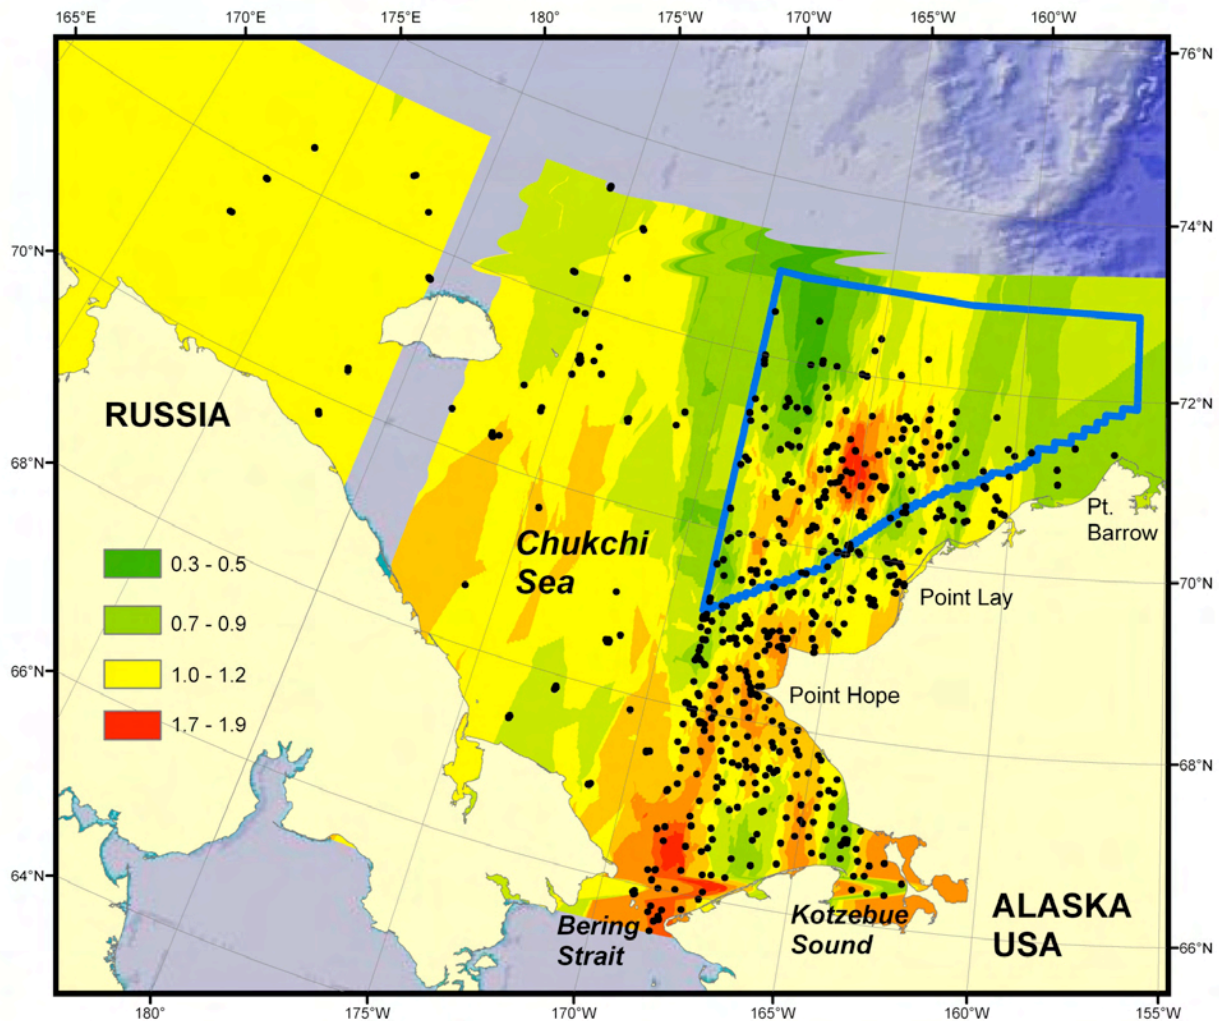 165°E 170°E 175°E 180° 175°W 170°W 165°W 160°W
76°N
74°N
70°N
72°N
RUSSIA
68°N
Pt.
Barrow
Chukchi
Sea
0.3 - 0.5
70°N
Point Lay
0.7 - 0.9
66°N
1.0 - 1.2
Point Hope
1.7 - 1.9
68°N
64°N
ALASKA
USA
Kotzebue
Sound
Bering
Strait
66°N
180° 175°W 170°W 165°W 160°W 155°W